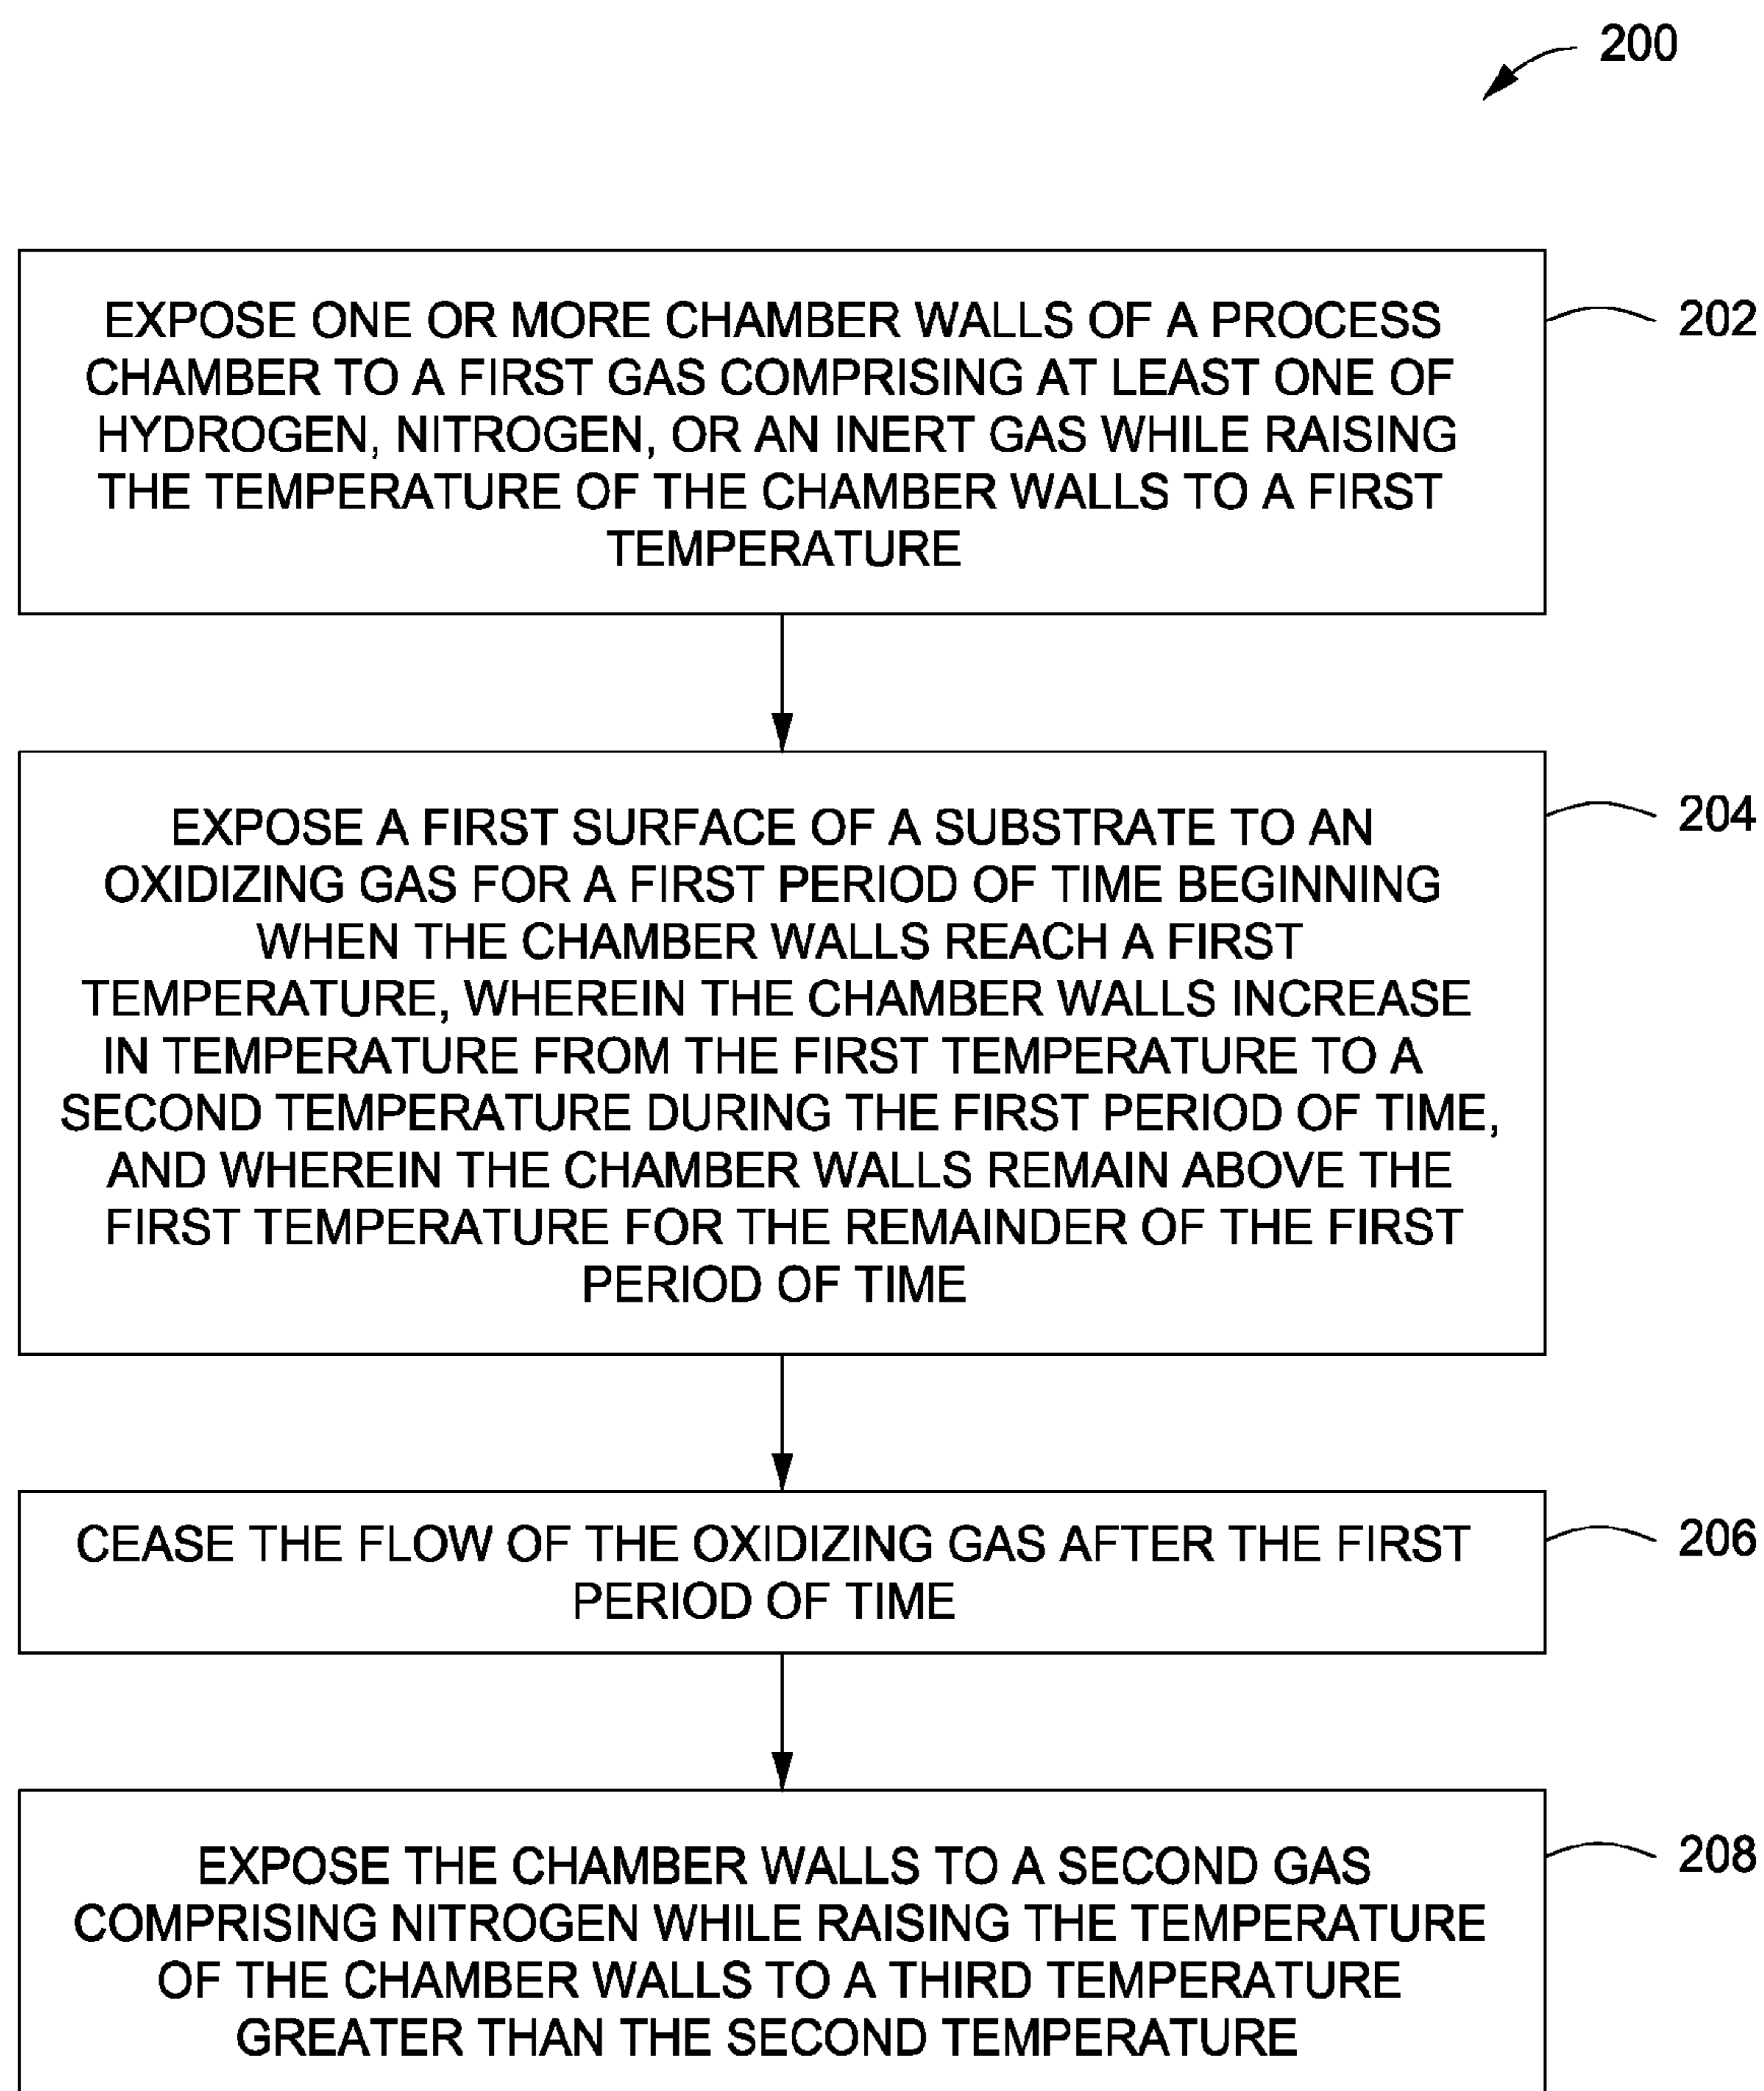 200
EXPOSE ONE OR MORE CHAMBER WALLS OF A PROCESS
CHAMBER TO A FIRST GAS COMPRISING AT LEAST ONE OF
HYDROGEN, NITROGEN, OR AN INERT GAS WHILE RAISING
THE TEMPERATURE OF THE CHAMBER WALLS TO A FIRST
TEMPERATURE
202
EXPOSE A FIRST SURFACE OF A SUBSTRATE TO AN
OXIDIZING GAS FOR A FIRST PERIOD OF TIME BEGINNING
WHEN THE CHAMBER WALLS REACH A FIRST
TEMPERATURE, WHEREIN THE CHAMBER WALLS INCREASE
IN TEMPERATURE FROM THE FIRST TEMPERATURE TO A
SECOND TEMPERATURE DURING THE FIRST PERIOD OF TIME,
AND WHEREIN THE CHAMBER WALLS REMAIN ABOVE THE
FIRST TEMPERATURE FOR THE REMAINDER OF THE FIRST
PERIOD OF TIME
204
CEASE THE FLOW OF THE OXIDIZING GAS AFTER THE FIRST
PERIOD OF TIME
206
EXPOSE THE CHAMBER WALLS TO A SECOND GAS
COMPRISING NITROGEN WHILE RAISING THE TEMPERATURE
OF THE CHAMBER WALLS TO A THIRD TEMPERATURE
GREATER THAN THE SECOND TEMPERATURE
208